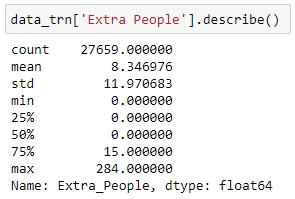 data_trn['Extra People'].describe()
count    27659.000000
mean         8.346976
std         11.970683
min          0.000000
25%          0.000000
50%          0.000000
75%         15.000000
max        284.000000
Name: Extra_People, dtype: float64